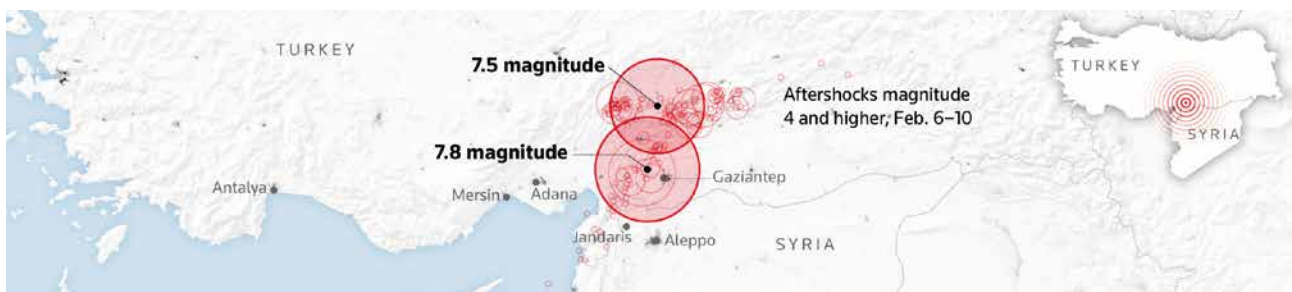 TURKEY
7.5 magnitude
TURKEY
Aftershocks magnitude
4 and higher, Feb. 6–10
SYRIA
7.8 magnitude
Gaziantep
Antalya
Mersin
Adana
Jandaris
Aleppo
SYRIA